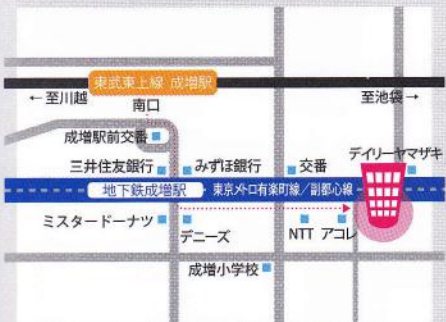 東武東上線 成増駅
←至川越
南口
至池袋→
成増駅前交番
三井住友銀行
みずほ銀行
交番
デイリーヤマザキ
地下鉄成増駅
東京メトロ有楽町線/副都心線
ミスタードーナツ
デニーズ
NTT
アコレ
成増小学校